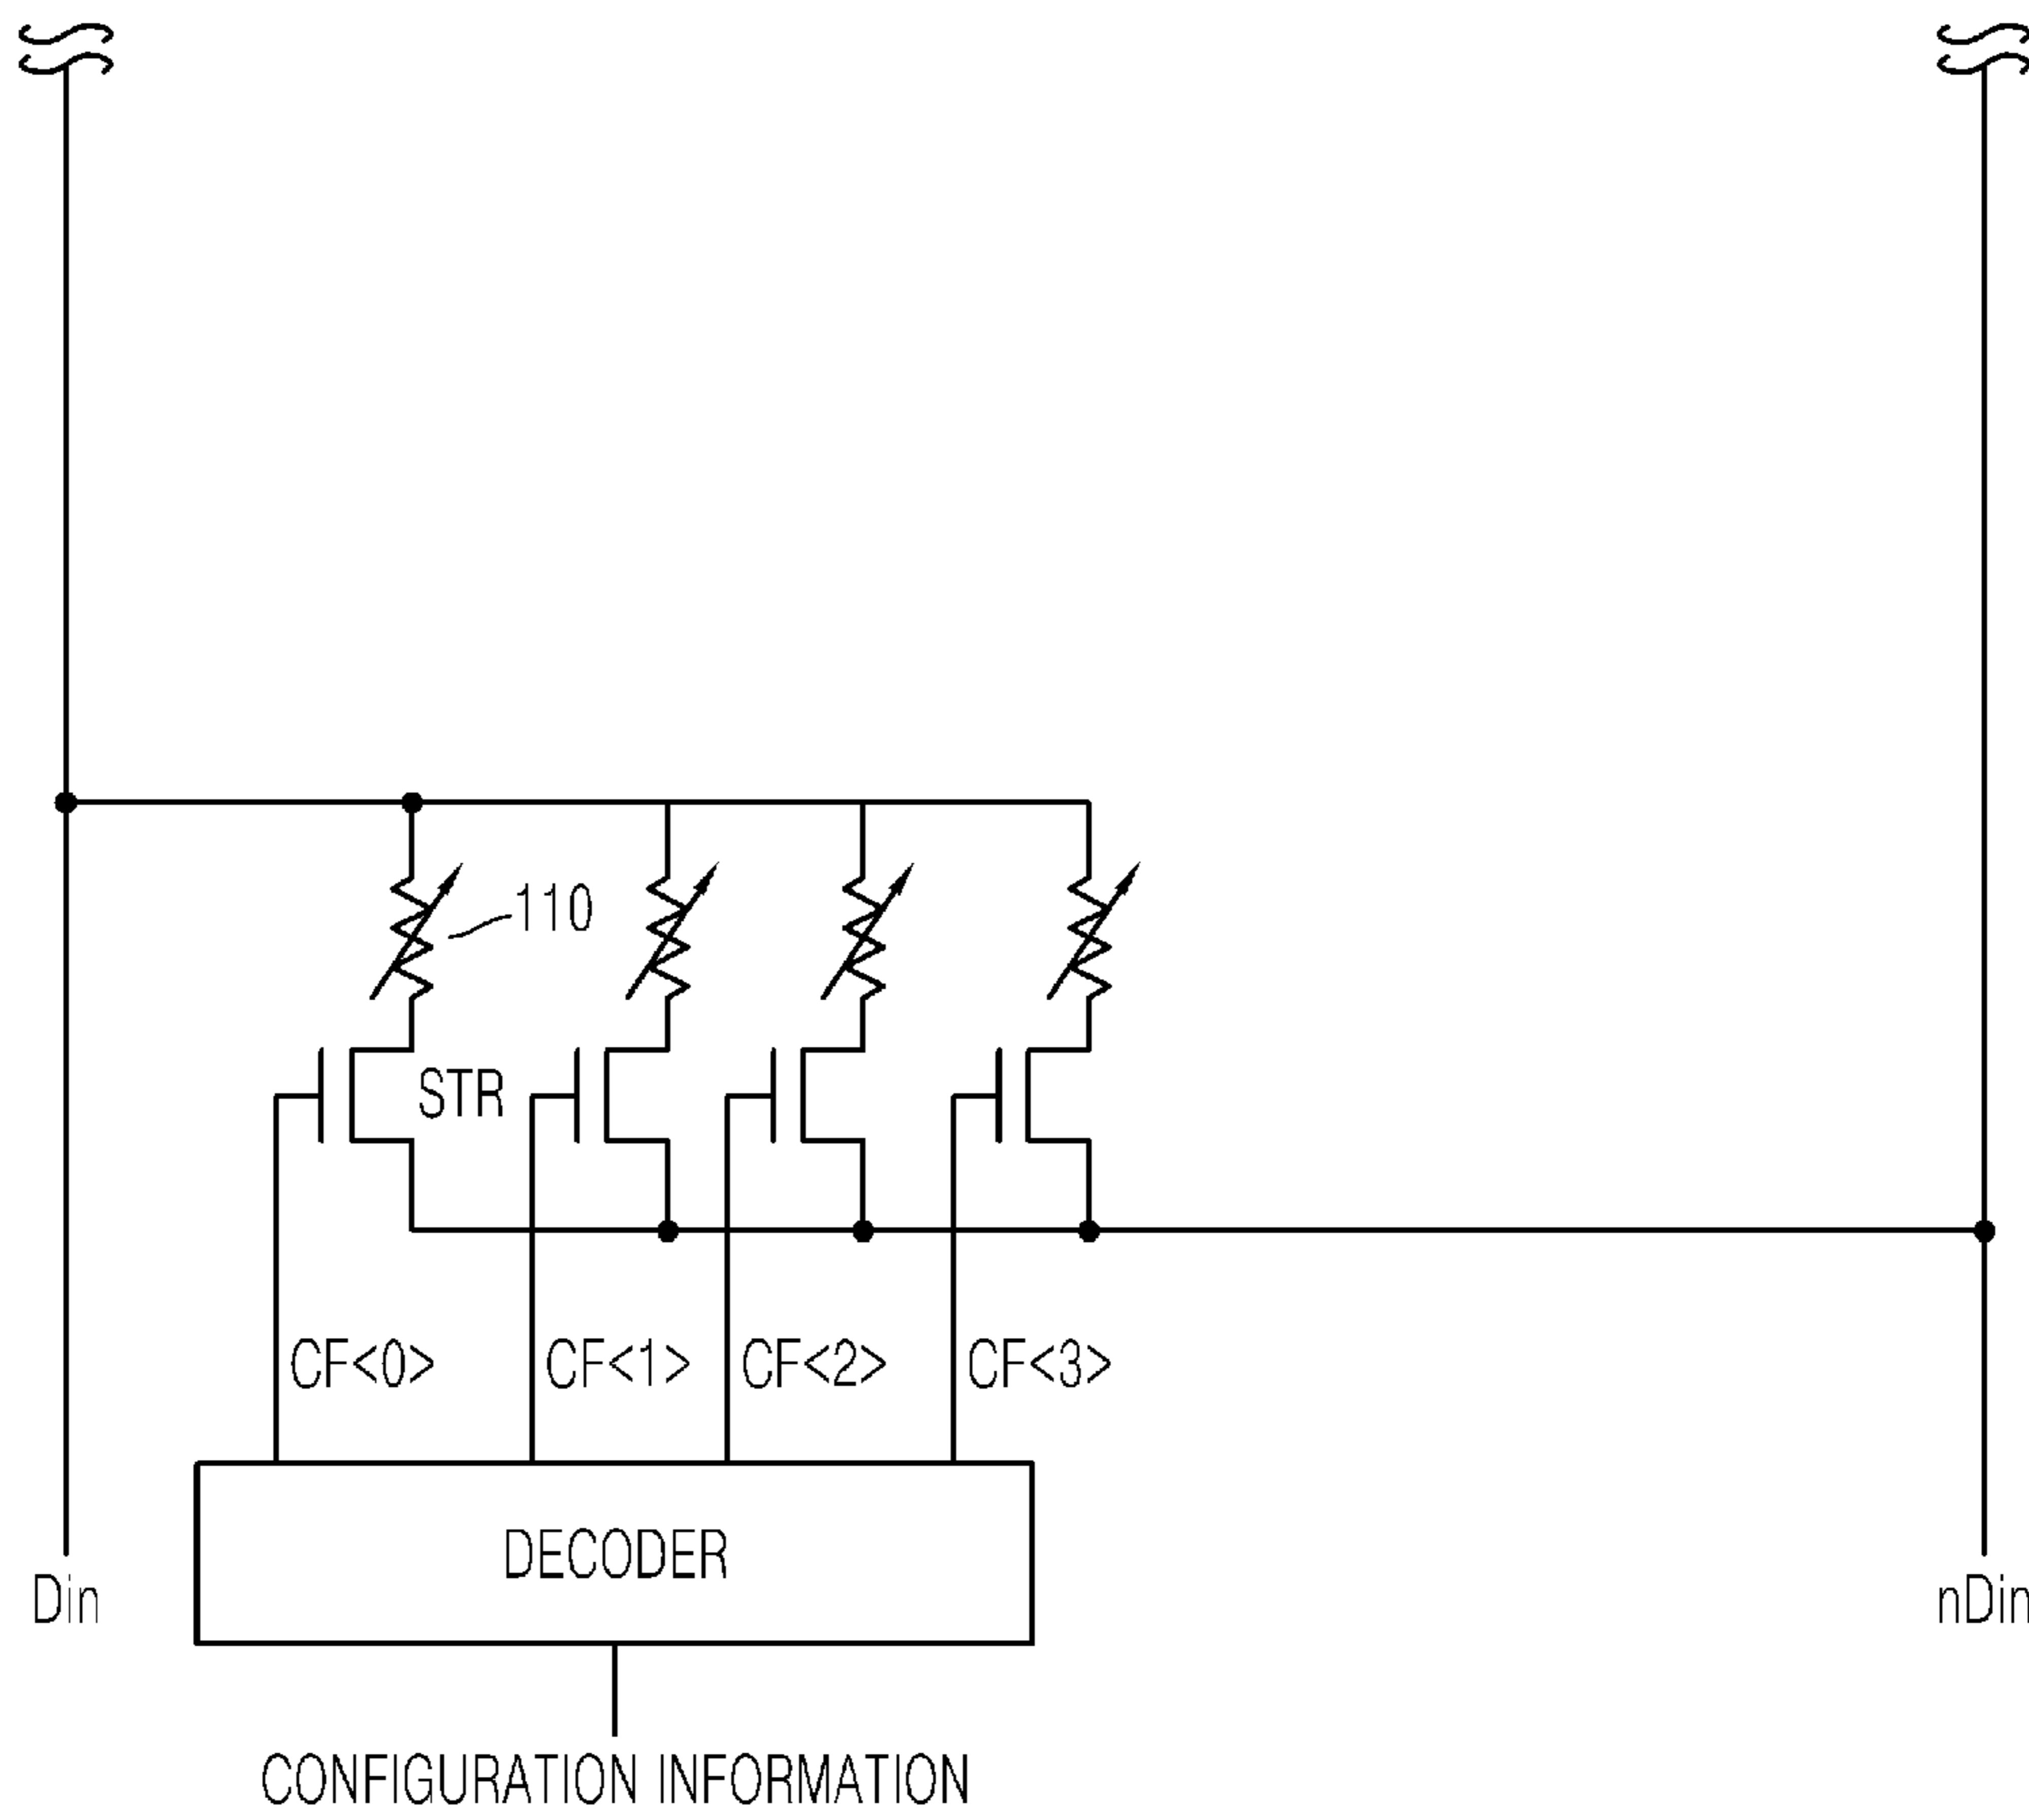 110
STR
CF<0> CF<1> CF<2> CF<3>
DECODER
Din
nDin
CONFIGURATION INFORMATION